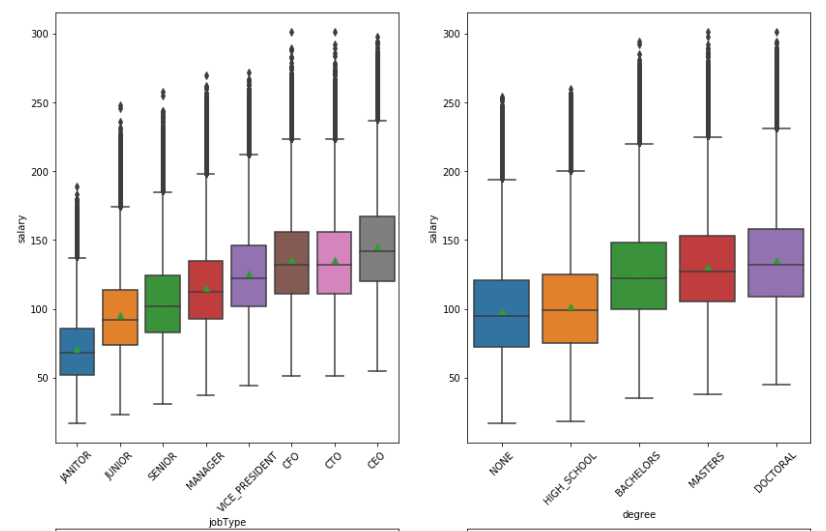 300
250
200
150
100
50
salary
JANITOR
JUNIOR
SENIOR
MANAGER
VICE_PRESIDENT
CFO
CTO
CEO
jobType
300
250
200
150
100
50
salary
NONE
HIGH_SCHOOL
BACHELORS
MASTERS
DOCTORAL
degree